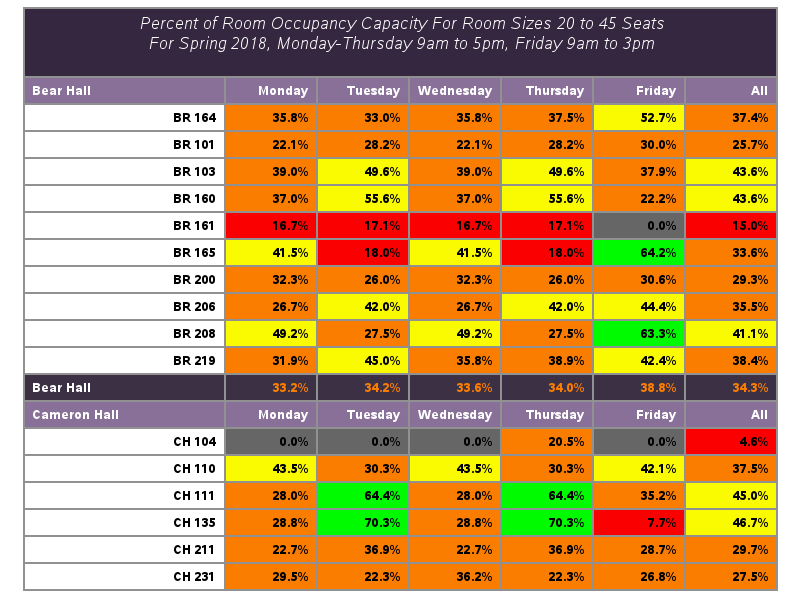 Percent of Room Occupancy Capacity For Room Sizes 20 to 45 Seats
For Spring 2018, Monday-Thursday 9am to 5pm, Friday 9am to 3pm
Bear Hall Monday Tuesday Wednesday Thursday Friday All
BR 164 35.8% 33.0% 35.8% 37.5% 52.7% 37.4%
BR 101 22.1% 28.2% 22.1% 28.2% 30.0% 25.7%
BR 103 39.0% 49.6% 39.0% 49.6% 37.9% 43.6%
BR 160 37.0% 55.6% 37.0% 55.6% 22.2% 43.6%
BR 161 16.7% 17.1% 16.7% 17.1% 0.0% 15.0%
BR 165 41.5% 18.0% 41.5% 18.0% 64.2% 33.6%
BR 200 32.3% 26.0% 32.3% 26.0% 30.6% 29.3%
BR 206 26.7% 42.0% 26.7% 42.0% 44.4% 35.5%
BR 208 49.2% 27.5% 49.2% 27.5% 63.3% 41.1%
BR 219 31.9% 45.0% 35.8% 38.9% 42.4% 38.4%
Bear Hall 33.2% 34.2% 33.6% 34.0% 38.8% 34.3%
Cameron Hall Monday Tuesday Wednesday Thursday Friday All
CH 104 0.0% 0.0% 0.0% 20.5% 0.0% 4.6%
CH 110 43.5% 30.3% 43.5% 30.3% 42.1% 37.5%
CH 111 28.0% 64.4% 28.0% 64.4% 35.2% 45.0%
CH 135 28.8% 70.3% 28.8% 70.3% 7.7% 46.7%
CH 211 22.7% 36.9% 22.7% 36.9% 28.7% 29.7%
CH 231 29.5% 22.3% 36.2% 22.3% 26.8% 27.5%